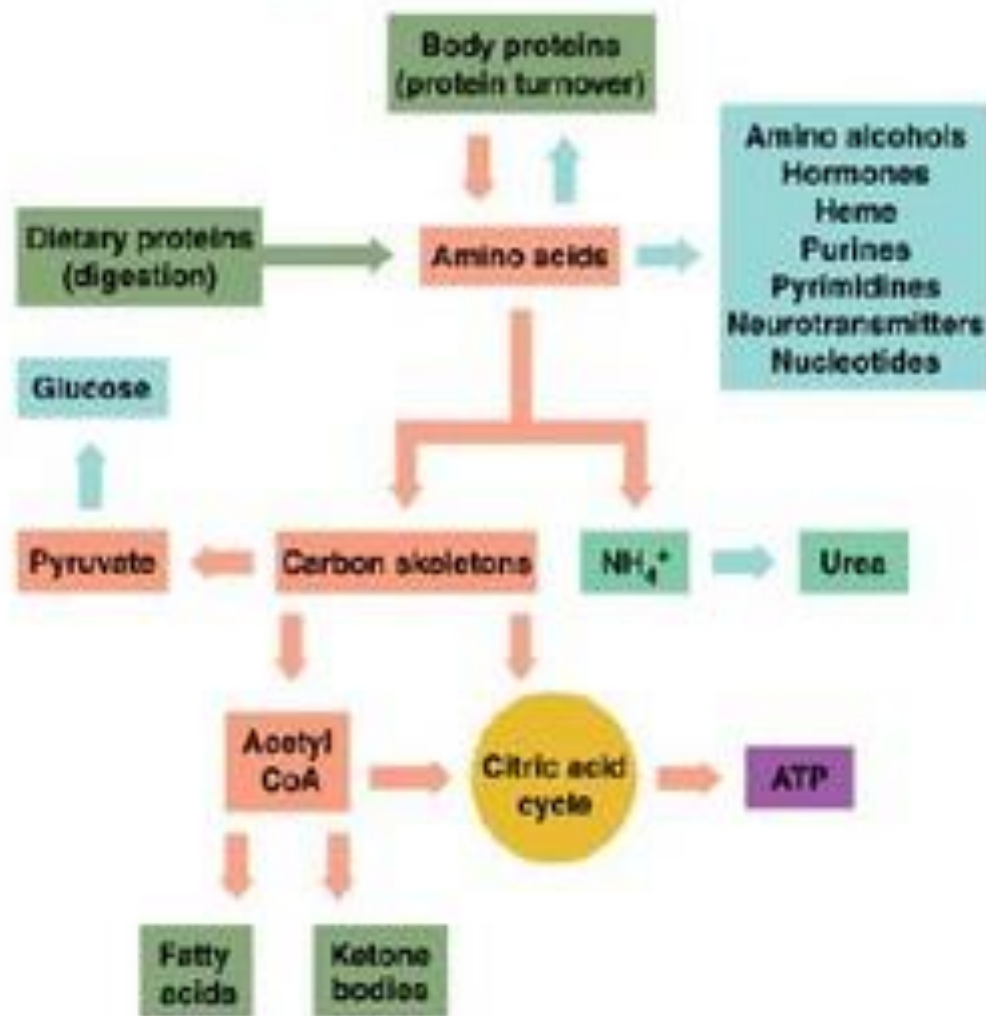 Body proteins
(protein turnover)
Amino alcohols
Hormones
Heme
Purines
Pyrimidines
Neurotransmitters
Nucleotides
Dietary proteins
(digestion)
Amino acids
Glucose
Pyruvate
Carbon skeletons
NH₄⁺
Urea
Acetyl
CoA
Citric acid
cycle
ATP
Fatty
acids
Ketone
bodies